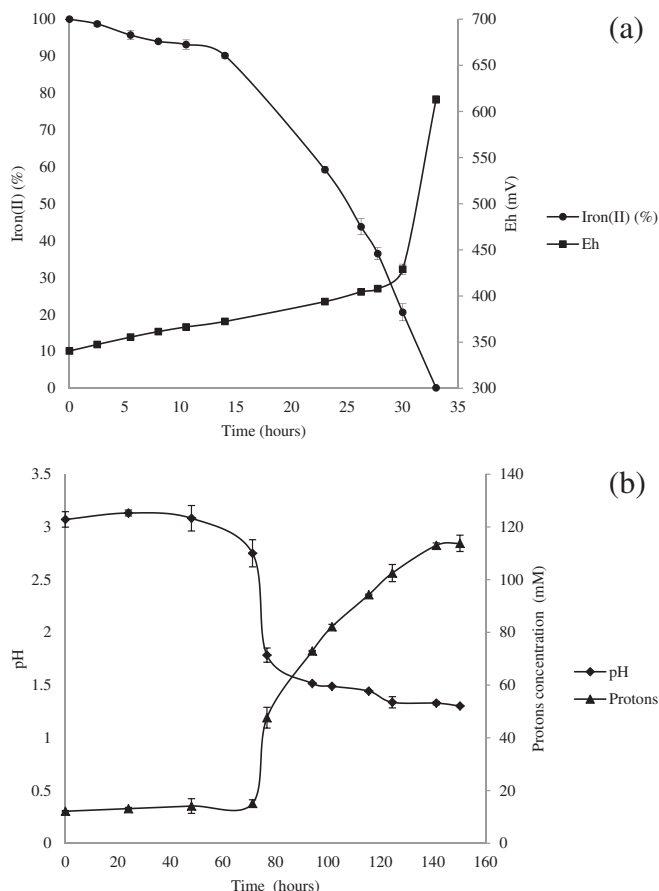 (a)
100
90
80
70
60
50
40
30
20
10
0
Iron(II) (%)
700
650
600
550
500
450
400
350
300
Eh (mV)
0 5 10 15 20 25 30 35
Time (hours)
Iron(II) (%)
Eh
(b)
3.5
3
2.5
2
1.5
1
0.5
0
pH
140
120
100
80
60
40
20
0
Protons concentration (mM)
0 20 40 60 80 100 120 140 160
Time (hours)
pH
Protons